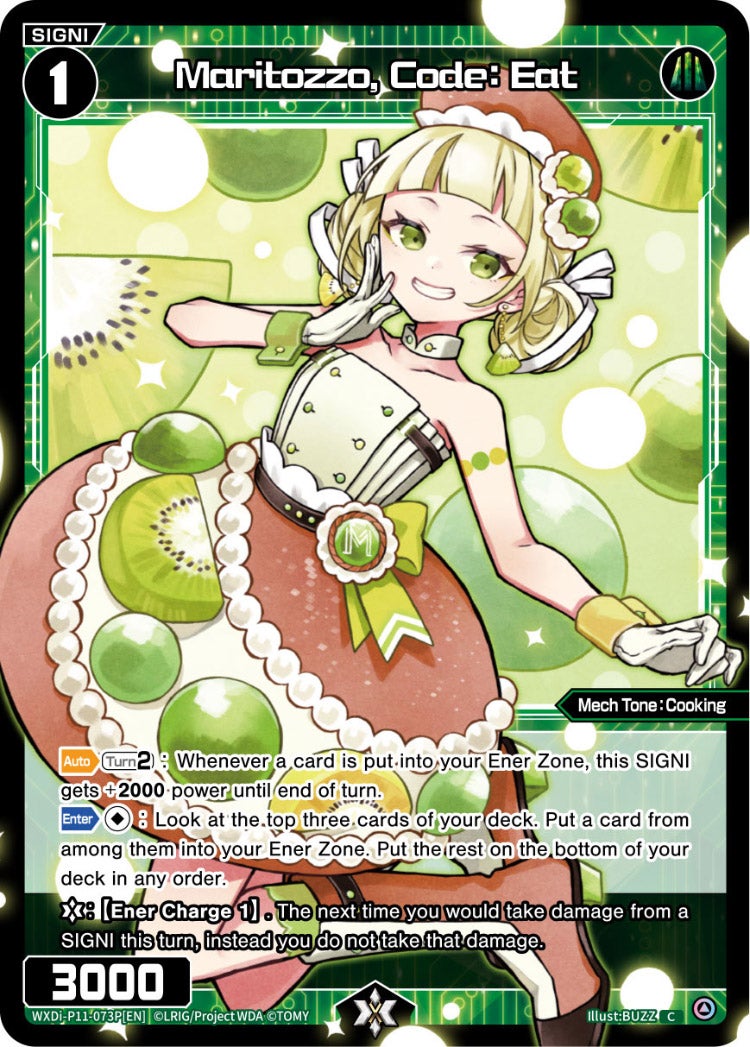 SIGNI
1
Maritozzo, Code: Eat
M
Mech Tone:Cooking
Auto Turn 2 : Whenever a card is put into your Ener Zone, this SIGNI
gets +2000 power until end of turn.
Enter : Look at the top three cards of your deck. Put a card from
among them into your Ener Zone. Put the rest on the bottom of your
deck in any order.
: [Ener Charge 1] . The next time you would take damage from a
SIGNI this turn, instead you do not take that damage.
3000
WXDi-P11-073P[EN] ©LRIG/Project WDA ©TOMY
Illust:BUZZ C